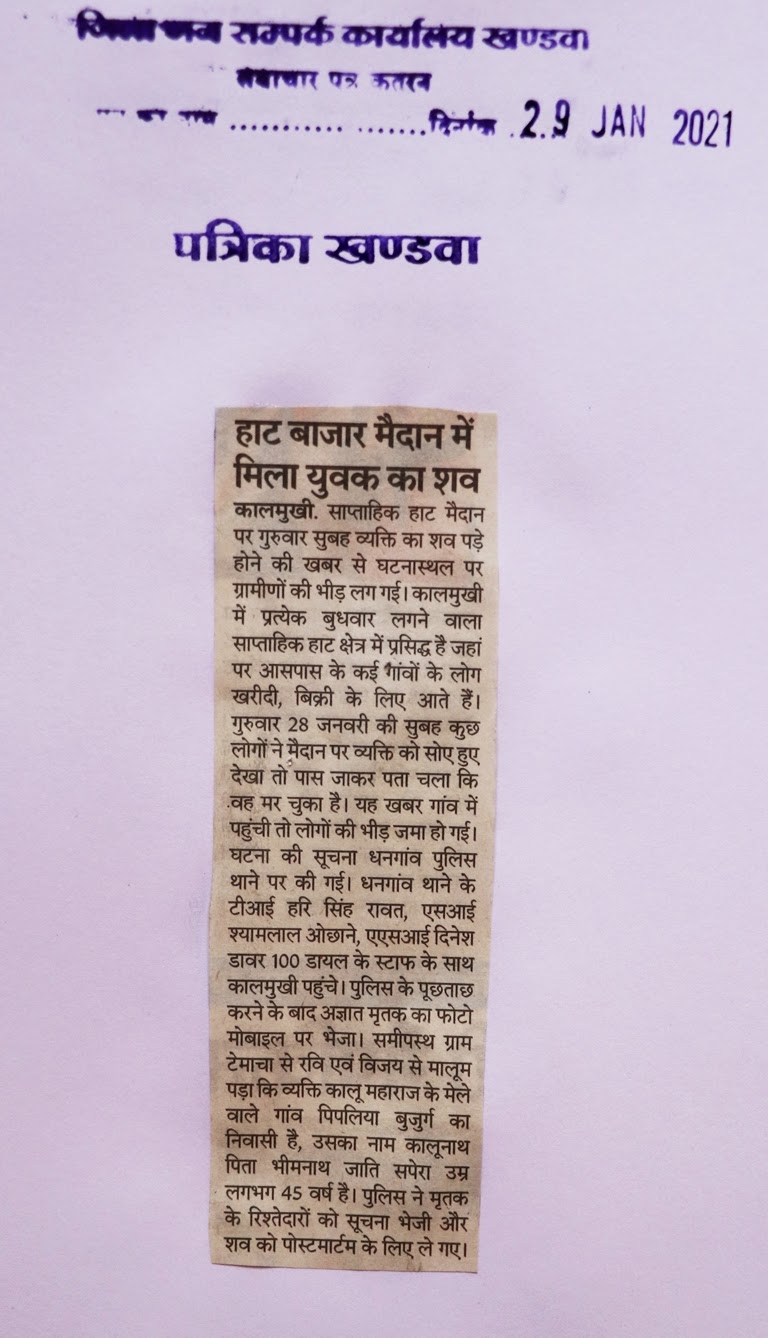 जिला जन सम्पर्क कार्यालय खण्डवा
समाचार पत्र कतरन
का नाम .................. दिनांक 29 JAN 2021
पत्रिका खण्डवा
हाट बाजार मैदान में
मिला युवक का शव
कालमुखी. साप्ताहिक हाट मैदान
पर गुरुवार सुबह व्यक्ति का शव पड़े
होने की खबर से घटनास्थल पर
ग्रामीणों की भीड़ लग गई। कालमुखी
में प्रत्येक बुधवार लगने वाला
साप्ताहिक हाट क्षेत्र में प्रसिद्ध है जहां
पर आसपास के कई गांवों के लोग
खरीदी, बिक्री के लिए आते हैं।
गुरुवार 28 जनवरी की सुबह कुछ
लोगों ने मैदान पर व्यक्ति को सोए हुए
देखा तो पास जाकर पता चला कि
वह मर चुका है। यह खबर गांव में
पहुंची तो लोगों की भीड़ जमा हो गई।
घटना की सूचना धनगांव पुलिस
थाने पर की गई। धनगांव थाने के
टीआई हरि सिंह रावत, एसआई
श्यामलाल ओछाने, एएसआई दिनेश
डावर 100 डायल के स्टाफ के साथ
कालमुखी पहुंचे। पुलिस के पूछताछ
करने के बाद अज्ञात मृतक का फोटो
मोबाइल पर भेजा। समीपस्थ ग्राम
टेमाचा से रवि एवं विजय से मालूम
पड़ा कि व्यक्ति कालू महाराज के मेले
वाले गांव पिपलिया बुजुर्ग का
निवासी है, उसका नाम कालूनाथ
पिता भीमनाथ जाति सपेरा उम्र
लगभग 45 वर्ष है। पुलिस ने मृतक
के रिश्तेदारों को सूचना भेजी और
शव को पोस्टमार्टम के लिए ले गए।